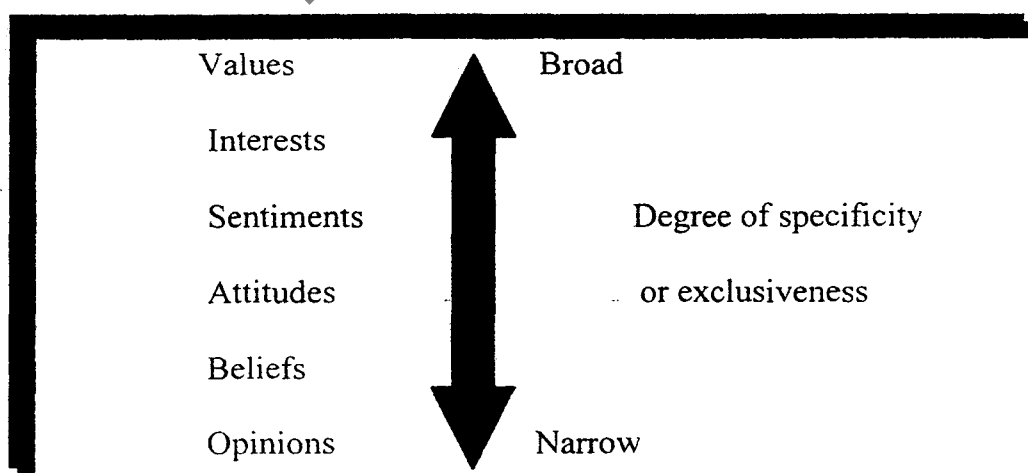 Values Broad
Interests
Sentiments Degree of specificity
Attitudes or exclusiveness
Beliefs
Opinions Narrow